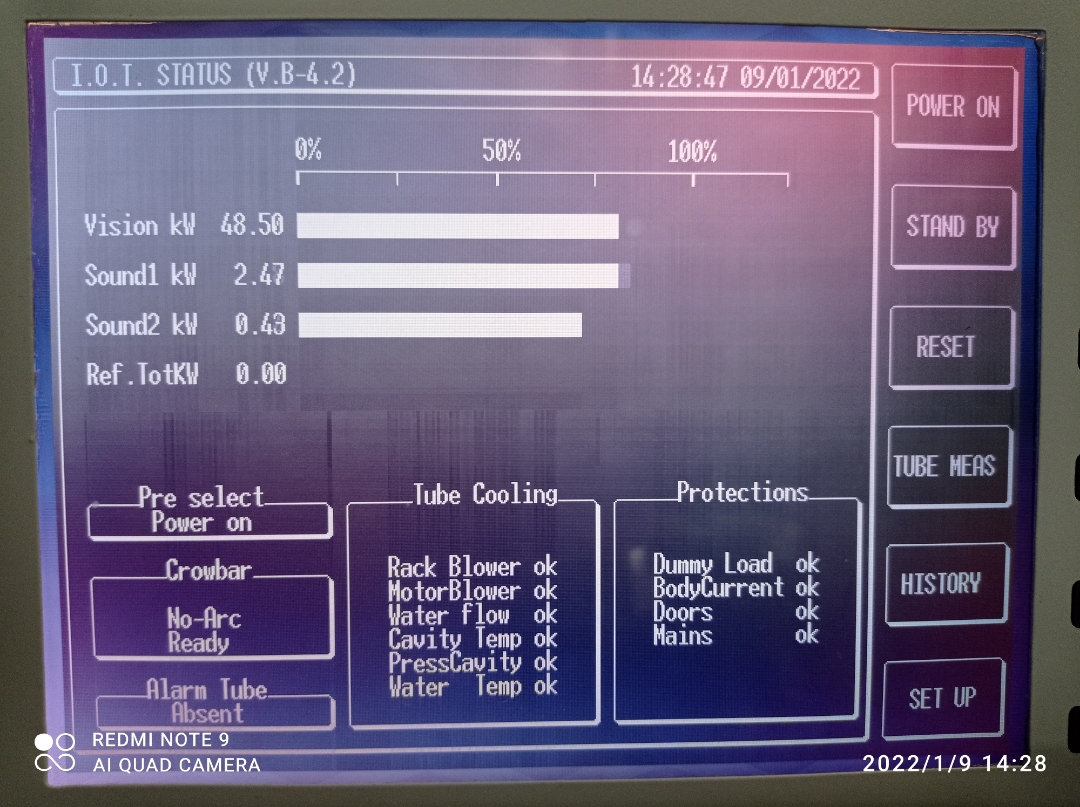 I.O.T. STATUS (V.B-4.2) 14:28:47 09/01/2022
0% 50% 100%
Vision kW 48.50
Sound1 kW 2.47
Sound2 kW 0.43
Ref.TotKW 0.00
Pre select
Power on
Crowbar
No-Arc
Ready
Alarm Tube
Absent
Tube Cooling
Rack Blower ok
MotorBlower ok
Water flow ok
Cavity Temp ok
PressCavity ok
Water Temp ok
Protections
Dummy Load ok
BodyCurrent ok
Doors ok
Mains ok
POWER ON
STAND BY
RESET
TUBE MEAS
HISTORY
SET UP
REDMI NOTE 9
AI QUAD CAMERA
2022/1/9 14:28